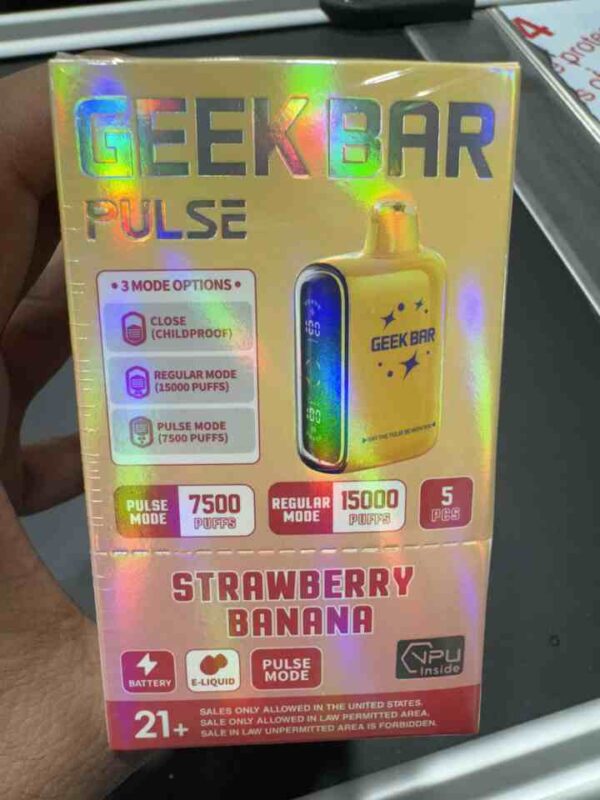 4
GEEK BAR
PULSE
• 3 MODE OPTIONS •
CLOSE
(CHILDPROOF)
REGULAR MODE
(15000 PUFFS)
PULSE MODE
(7500 PUFFS)
GEEK BAR
PULSE
MODE
7500
PUFFS
REGULAR
MODE
15000
PUFFS
5
PCS
STRAWBERRY
BANANA
BATTERY
E-LIQUID
PULSE
MODE
VPU
Inside
21+
SALES ONLY ALLOWED IN THE UNITED STATES.
SALE ONLY ALLOWED IN LAW PERMITTED AREA.
SALE IN LAW UNPERMITTED AREA IS FORBIDDEN.